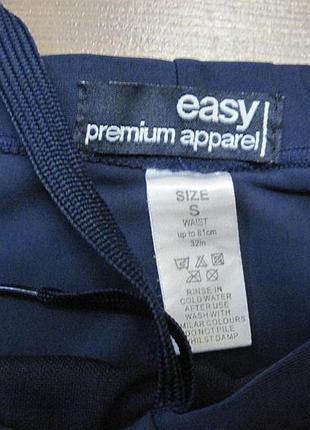 easy
premium apparel
SIZE
S
WAIST
up to 81cm
32in
RINSE IN
COLD WATER
AFTER USE
WASH WITH
MILAR COLOURS
DO NOT PILE
WHILST DAMP